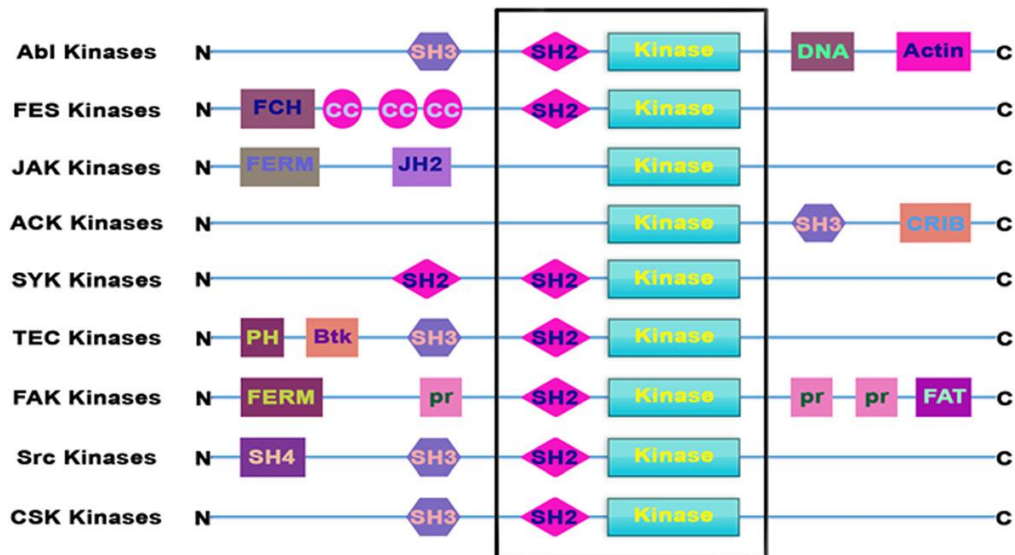 Abl Kinases N SH3 SH2 Kinase DNA Actin C
FES Kinases N FCH CC CC CC SH2 Kinase C
JAK Kinases N FERM JH2 Kinase C
ACK Kinases N Kinase SH3 CRIB C
SYK Kinases N SH2 SH2 Kinase C
TEC Kinases N PH Btk SH3 SH2 Kinase C
FAK Kinases N FERM pr SH2 Kinase pr pr FAT C
Src Kinases N SH4 SH3 SH2 Kinase C
CSK Kinases N SH3 SH2 Kinase C